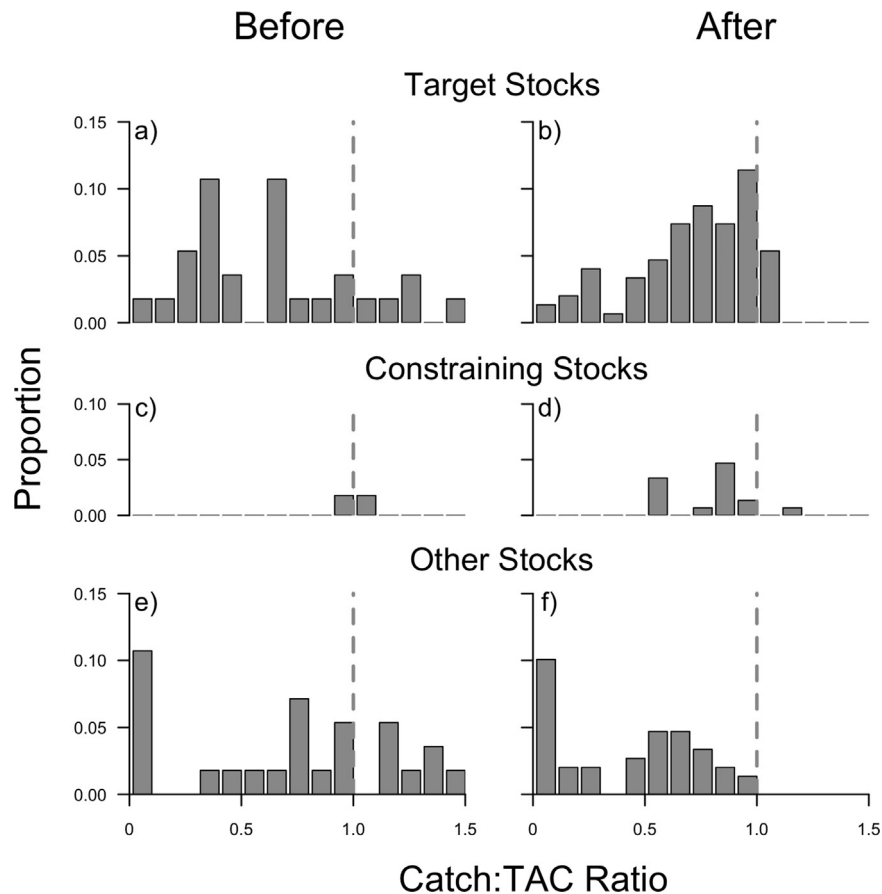 Before After
Target Stocks
a) b)
0.15
0.10
0.05
0.00
Constraining Stocks
c) d)
0.10
0.05
0.00
Other Stocks
e) f)
0.15
0.10
0.05
0.00
0 0.5 1.0 1.5 0 0.5 1.0 1.5
Proportion
Catch:TAC Ratio